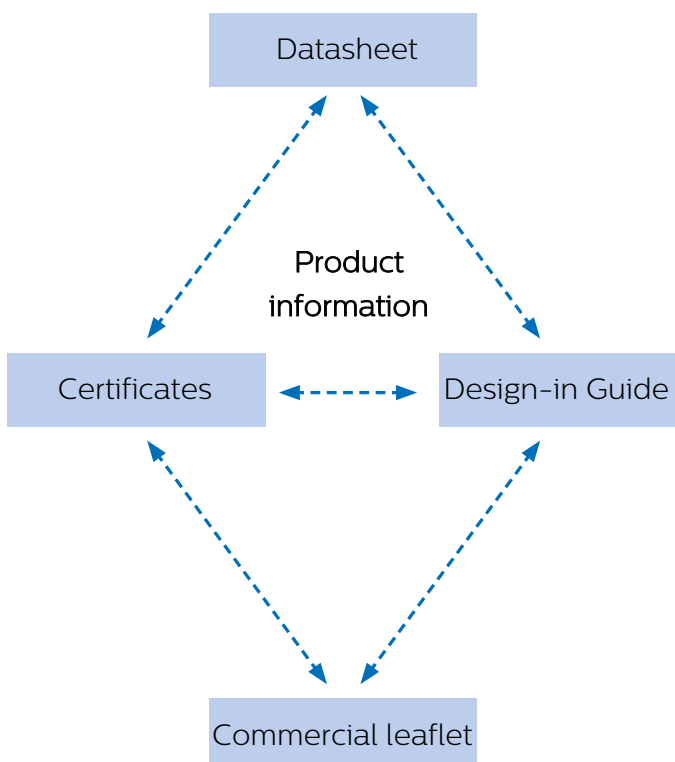 Datasheet
Product
information
Certificates
Design-in Guide
Commercial leaflet